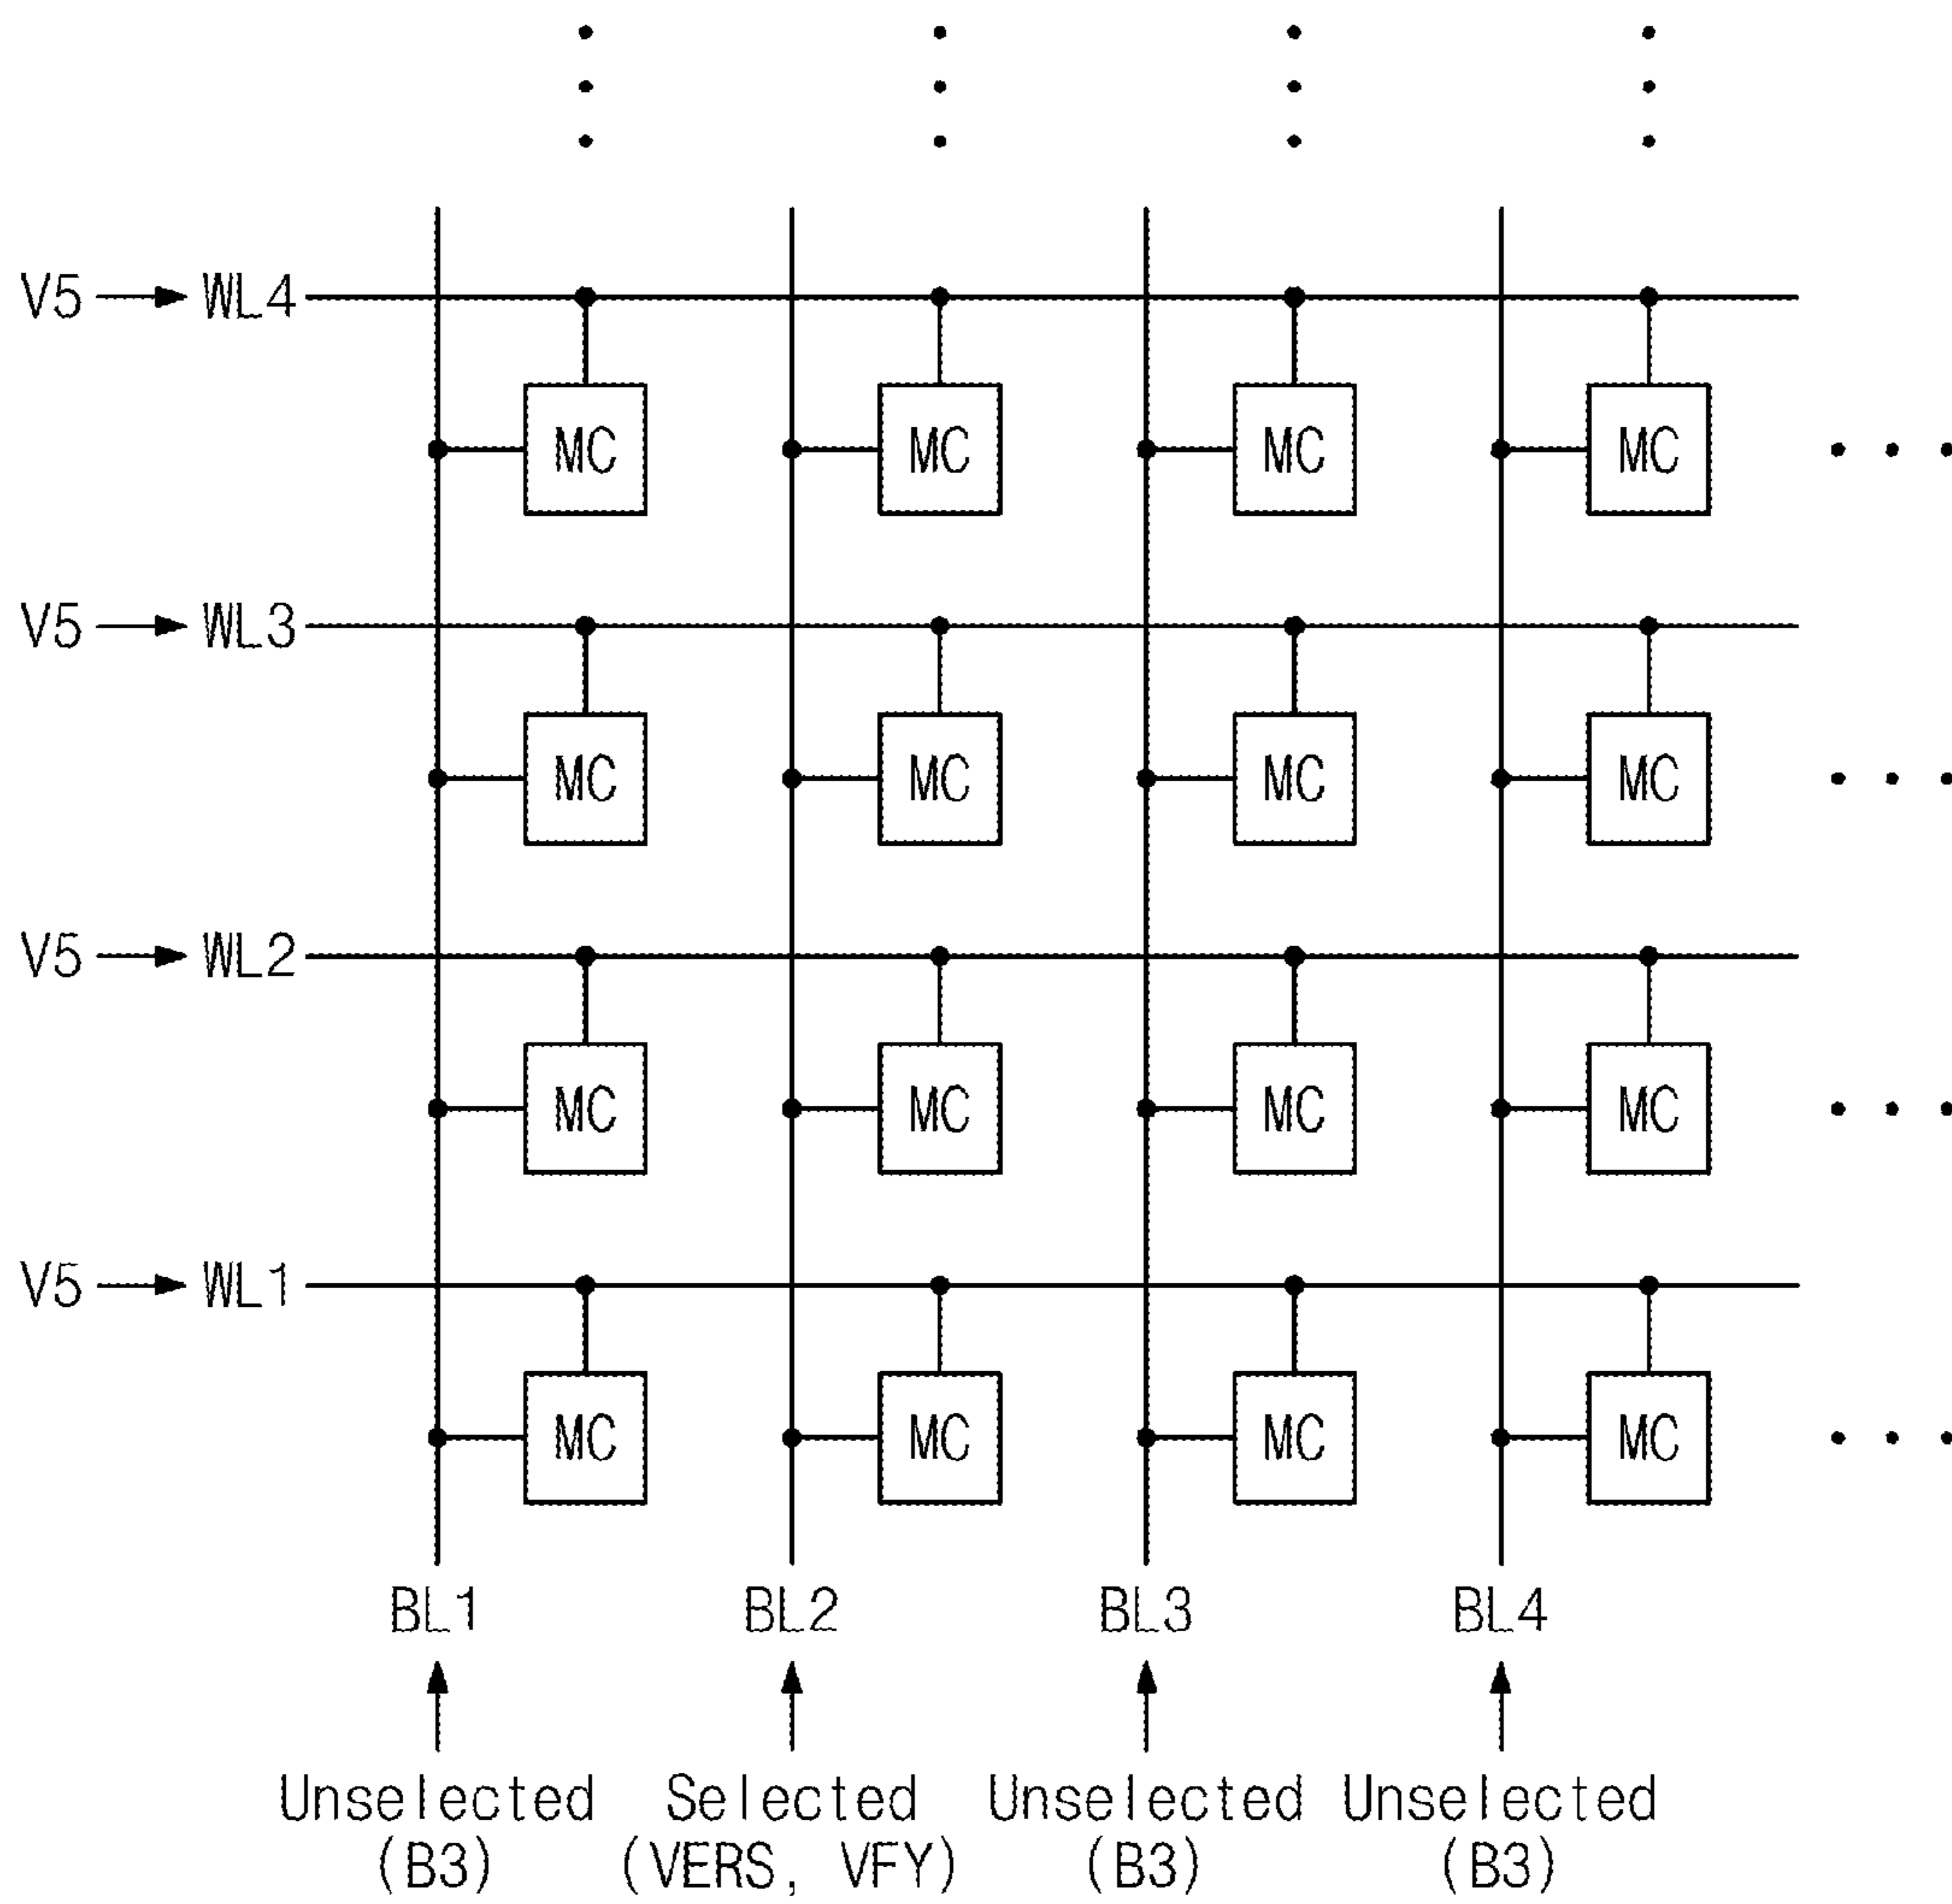 V5 WL4
MC MC MC MC
V5 WL3
MC MC MC MC
V5 WL2
MC MC MC MC
V5 WL1
MC MC MC MC
BL1 BL2 BL3 BL4
Unselected Selected Unselected Unselected
(B3) (VERS, VFY) (B3) (B3)